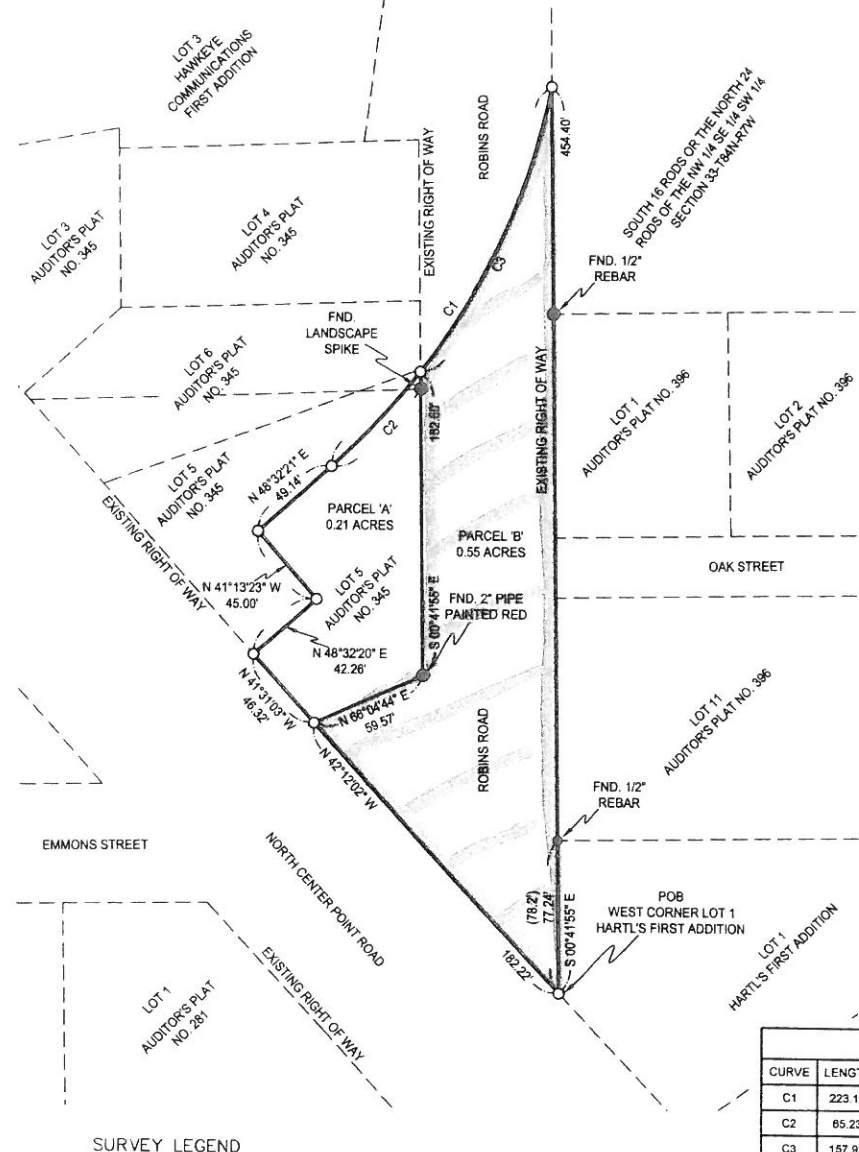 LOT 3
HAWKEYE
COMMUNICATIONS
FIRST ADDITION
ROBINS ROAD
454.40'
SOUTH 16 RODS OR THE NORTH 24
RODS OF THE NW 1/4 SE 1/4 SW 1/4
SECTION 33-T84N-R7W
EXISTING RIGHT OF WAY
LOT 3
AUDITOR'S PLAT
NO. 345
LOT 4
AUDITOR'S PLAT
NO. 345
FND. 1/2"
REBAR
C1
C3
FND.
LANDSCAPE
SPIKE
LOT 6
AUDITOR'S PLAT
NO. 345
EXISTING RIGHT OF WAY
LOT 1
AUDITOR'S PLAT NO. 396
LOT 2
AUDITOR'S PLAT NO. 396
182.60'
C2
LOT 5
AUDITOR'S PLAT
NO. 345
N 48°32'21" E
49.14'
PARCEL 'A'
0.21 ACRES
PARCEL 'B'
0.55 ACRES
EXISTING RIGHT OF WAY
OAK STREET
N 41°13'23" W
45.00'
LOT 5
AUDITOR'S PLAT
NO. 345
S 00°41'55" E
FND. 2" PIPE
PAINTED RED
N 48°32'20" E
42.26'
N 41°31'03" W
46.32'
N 66°04'44" E
59.57'
LOT 11
AUDITOR'S PLAT NO. 396
N 42°12'02" W
ROBINS ROAD
FND. 1/2"
REBAR
EMMONS STREET
NORTH CENTER POINT ROAD
(78.2')
77.24'
S 00°41'55" E
POB
WEST CORNER LOT 1
HARTL'S FIRST ADDITION
182.22'
LOT 1
HARTL'S FIRST ADDITION
LOT 1
AUDITOR'S PLAT
NO. 281
EXISTING RIGHT OF WAY
CURVE LENGT
C1 223.1
C2 65.23
C3 157.9
SURVEY LEGEND